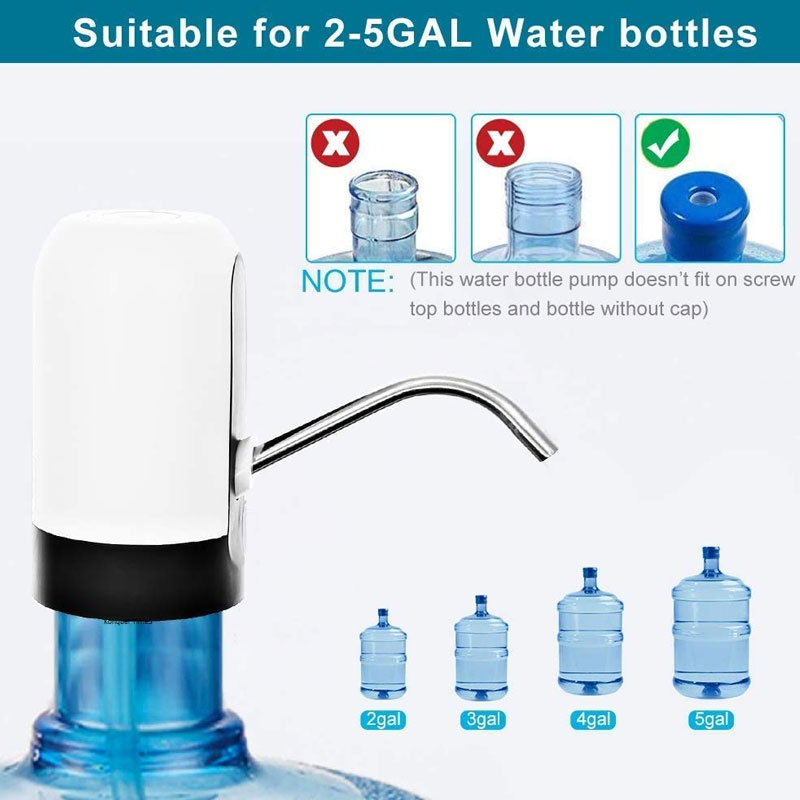 Suitable for 2-5GAL Water bottles
NOTE: (This water bottle pump doesn't fit on screw
top bottles and bottle without cap)
2gal 3gal 4gal 5gal